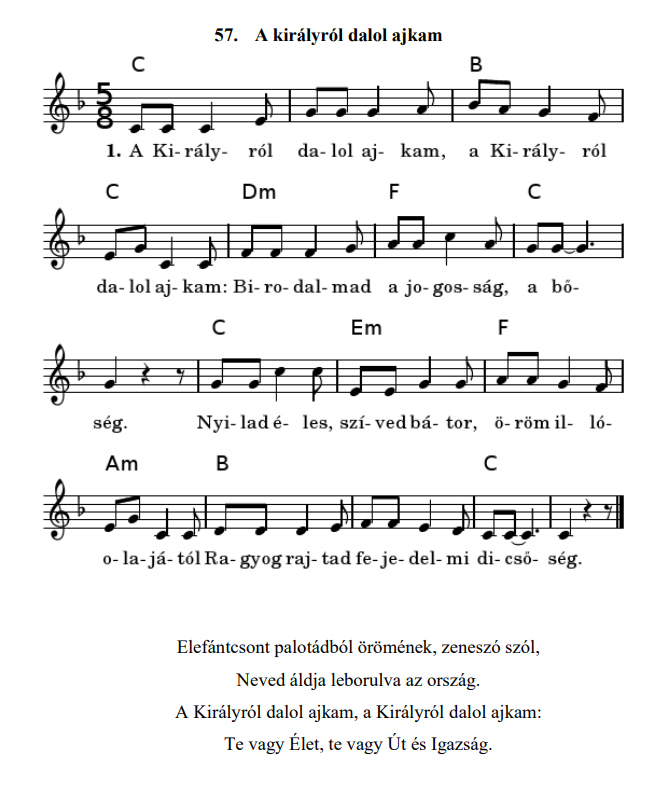 57. A királyról dalol ajkam
C B
5
8
1. A Ki- rály- ról da- lol aj- kam, a Ki- rály- ról
C Dm F C
da- lol aj- kam: Bi- ro- dal- mad a jo- gos- ság, a bő-
C Em F
ség. Nyi- lad é- les, szí- ved bá- tor, ö- röm il- ló-
Am B C
o- la- já- tól Ra- gyog raj- tad fe- je- del- mi di- cső- ség.
Elefántcsont palotádból örömének, zeneszó szól,
Neved áldja leborulva az ország.
A Királyról dalol ajkam, a Királyról dalol ajkam:
Te vagy Élet, te vagy Út és Igazság.